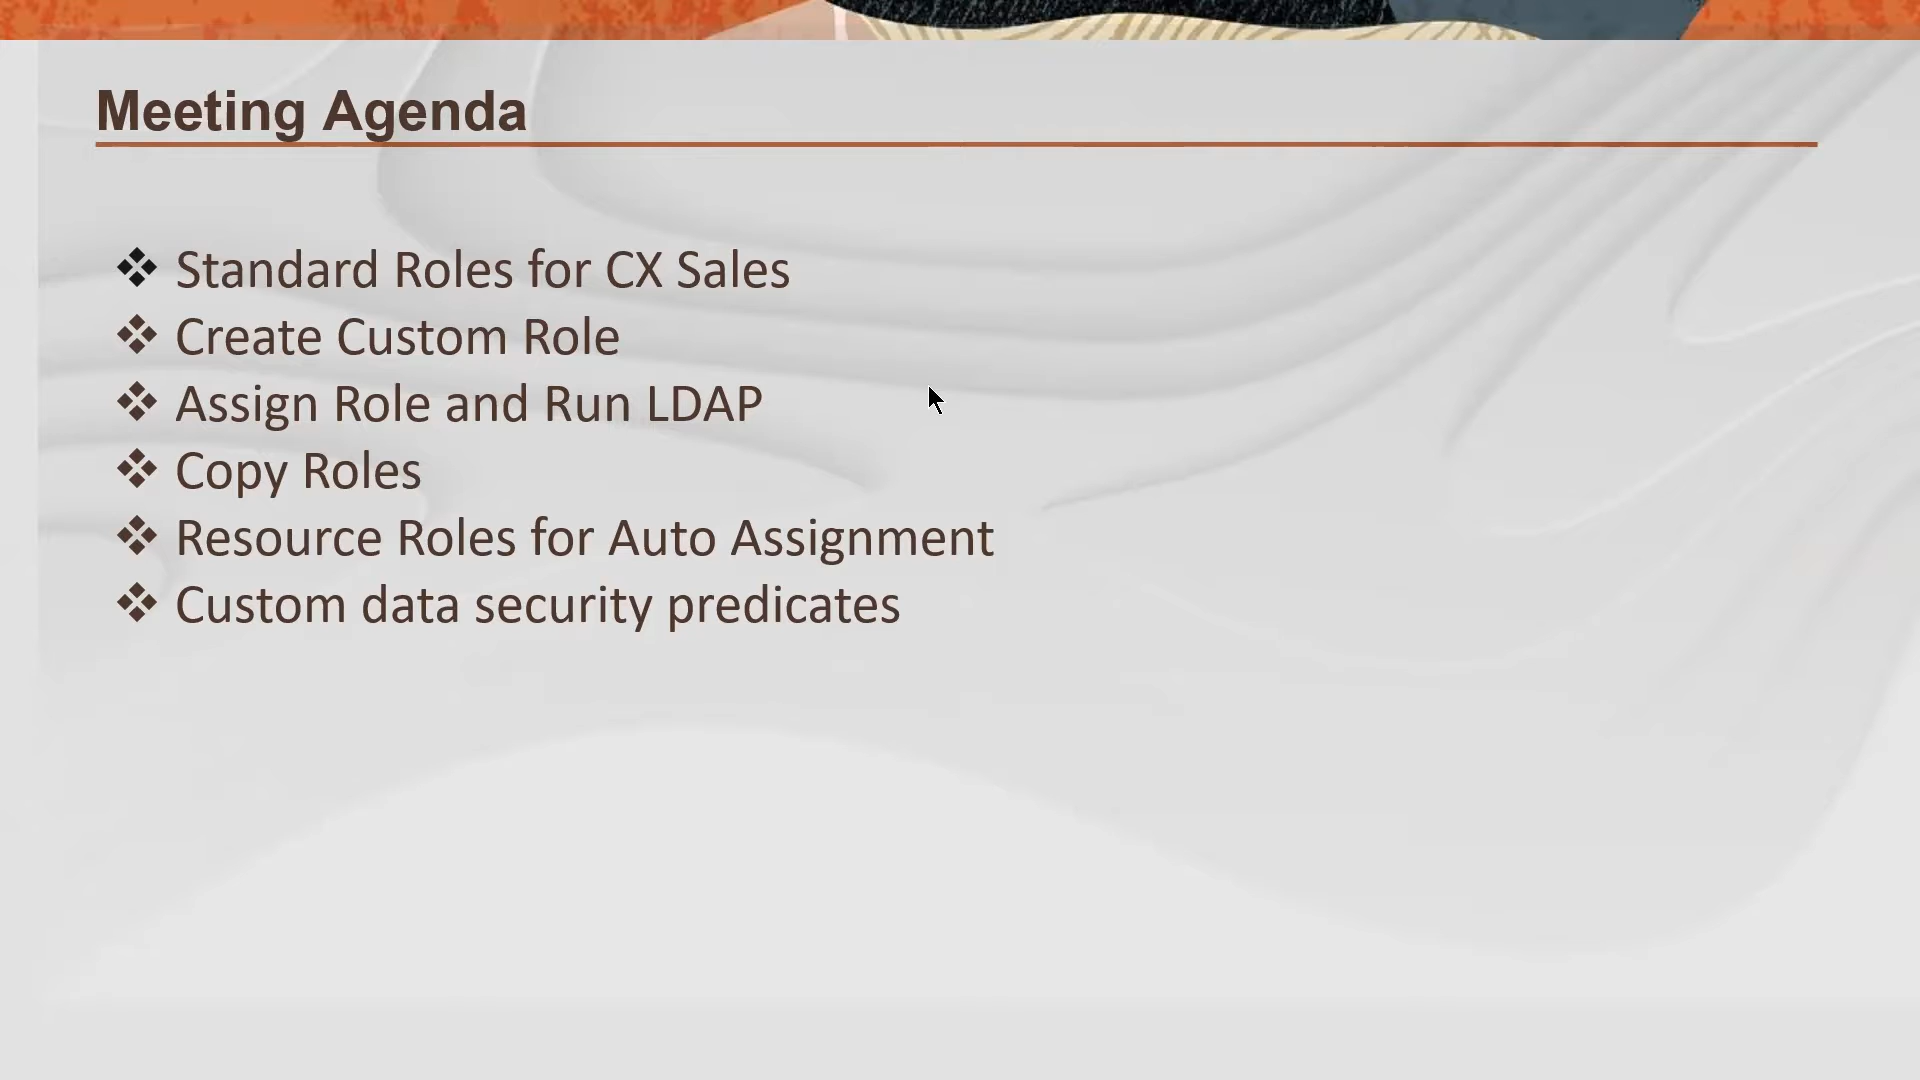 Meeting Agenda
❖ Standard Roles for CX Sales
❖ Create Custom Role
❖ Assign Role and Run LDAP
❖ Copy Roles
❖ Resource Roles for Auto Assignment
❖ Custom data security predicates